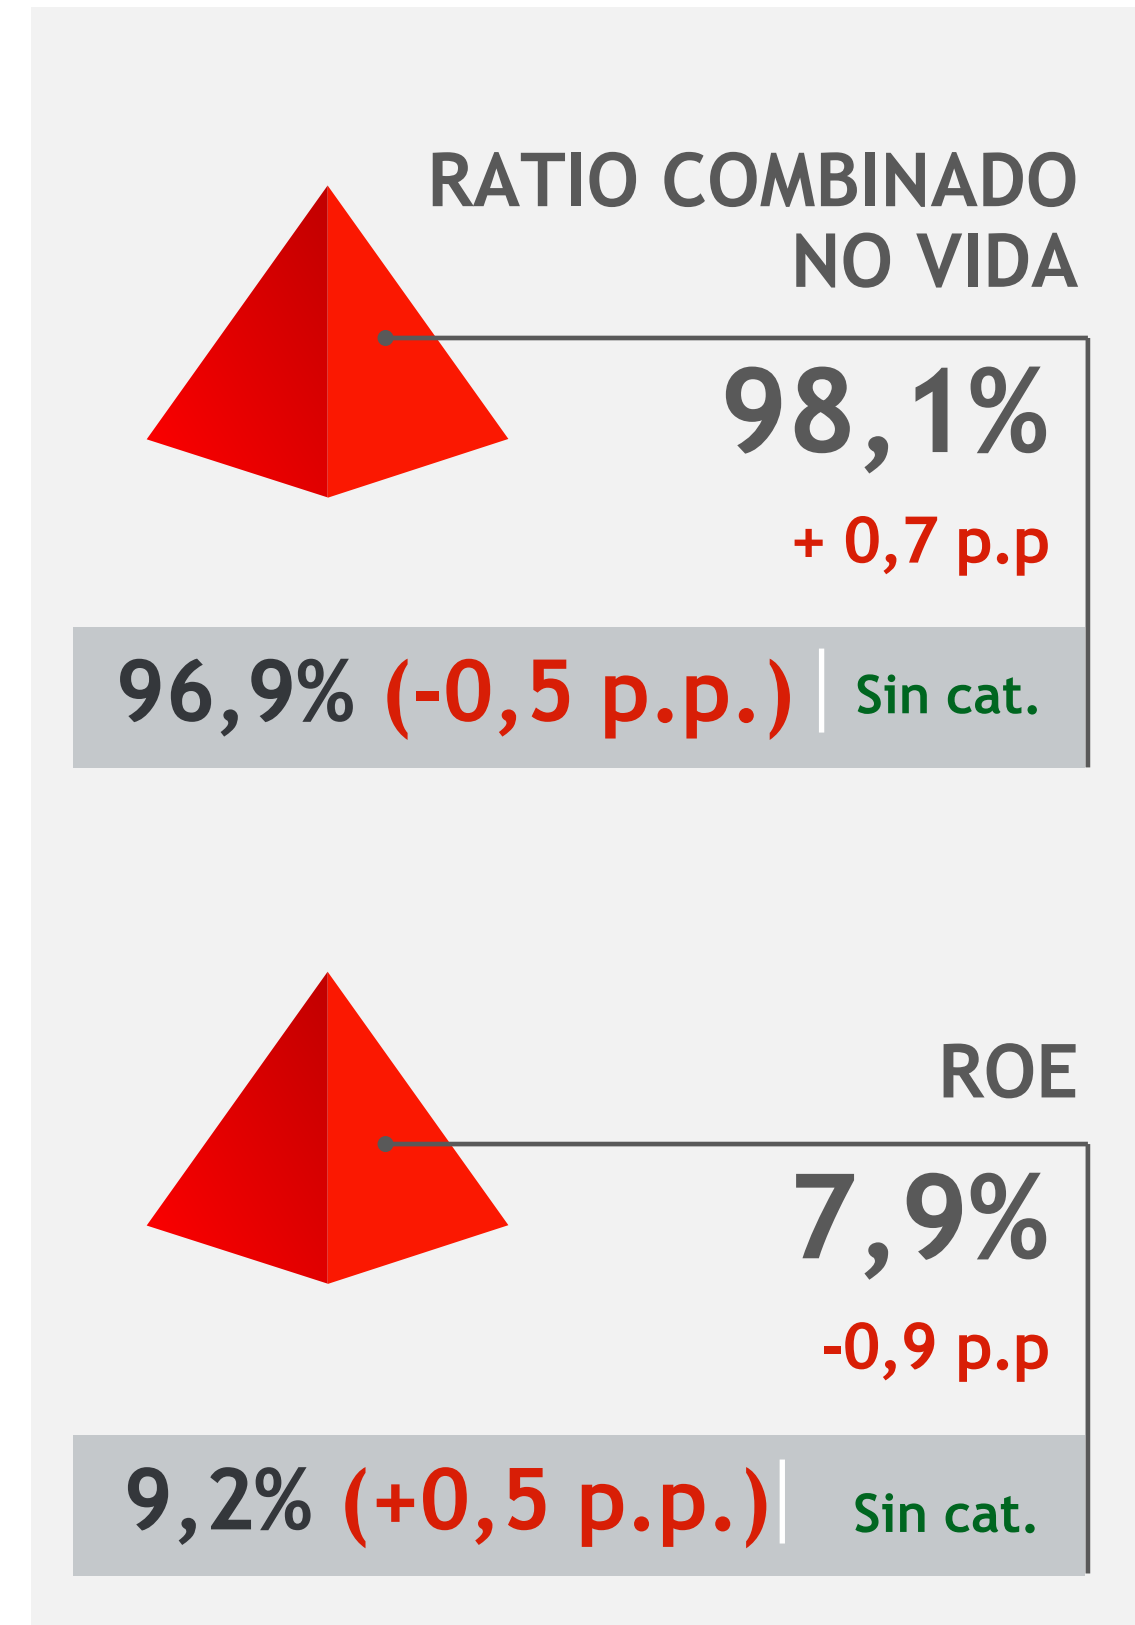 RATIO COMBINADO
NO VIDA
98,1%
+ 0,7 p.p
96,9% (-0,5 p.p.) Sin cat.
ROE
7,9%
-0,9 p.p
9,2% (+0,5 p.p.) Sin cat.